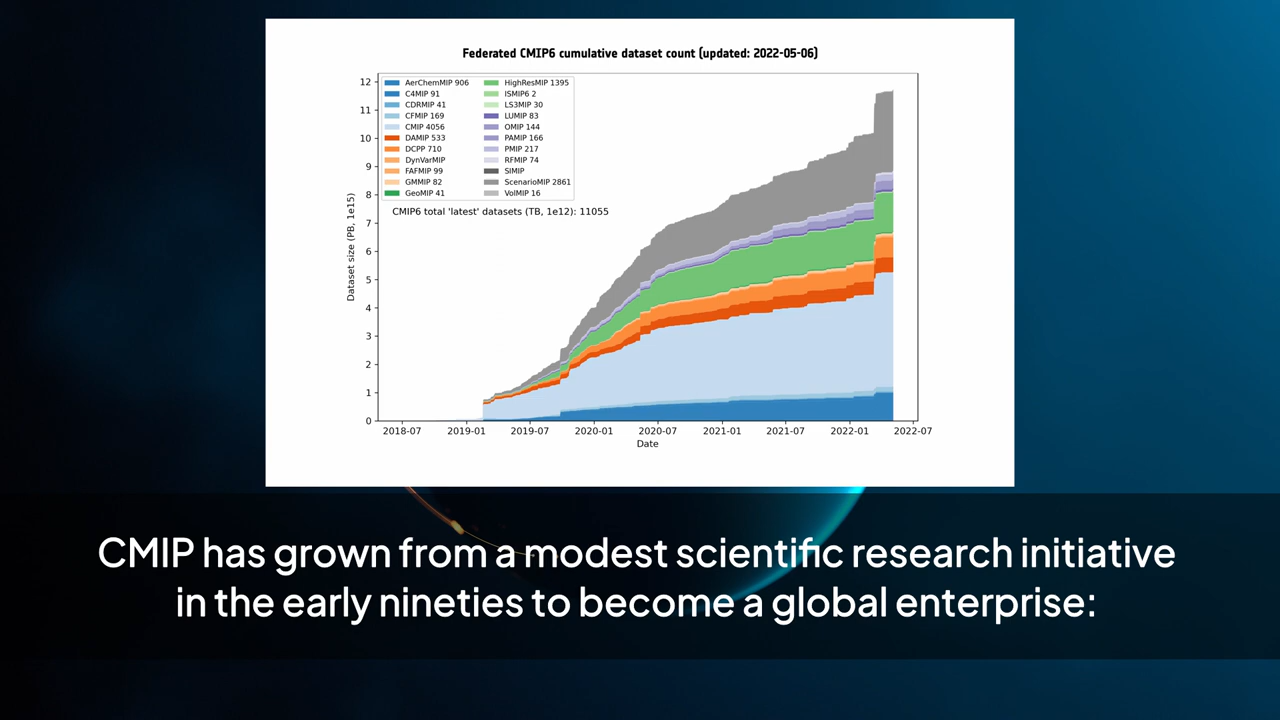 Federated CMIP6 cumulative dataset count (updated: 2022-05-06)
AerChemMIP 906
C4MIP 91
CDRMIP 41
CFMIP 169
CMIP 4056
DAMIP 533
DCPP 710
DynVarMIP
FAFMIP 99
GMMIP 82
GeoMIP 41
HighResMIP 1395
ISMIP6 2
LS3MIP 30
LUMIP 83
OMIP 144
PAMIP 166
PMIP 217
RFMIP 74
SIMIP
ScenarioMIP 2861
VolMIP 16
CMIP6 total 'latest' datasets (TB, 1e12): 11055
Dataset size (PB, 1e15)
12
11
10
9
8
7
6
5
4
3
2
1
0
2018-07 2019-01 2019-07 2020-01 2020-07 2021-01 2021-07 2022-01 2022-07
Date
CMIP has grown from a modest scientific research initiative
in the early nineties to become a global enterprise: